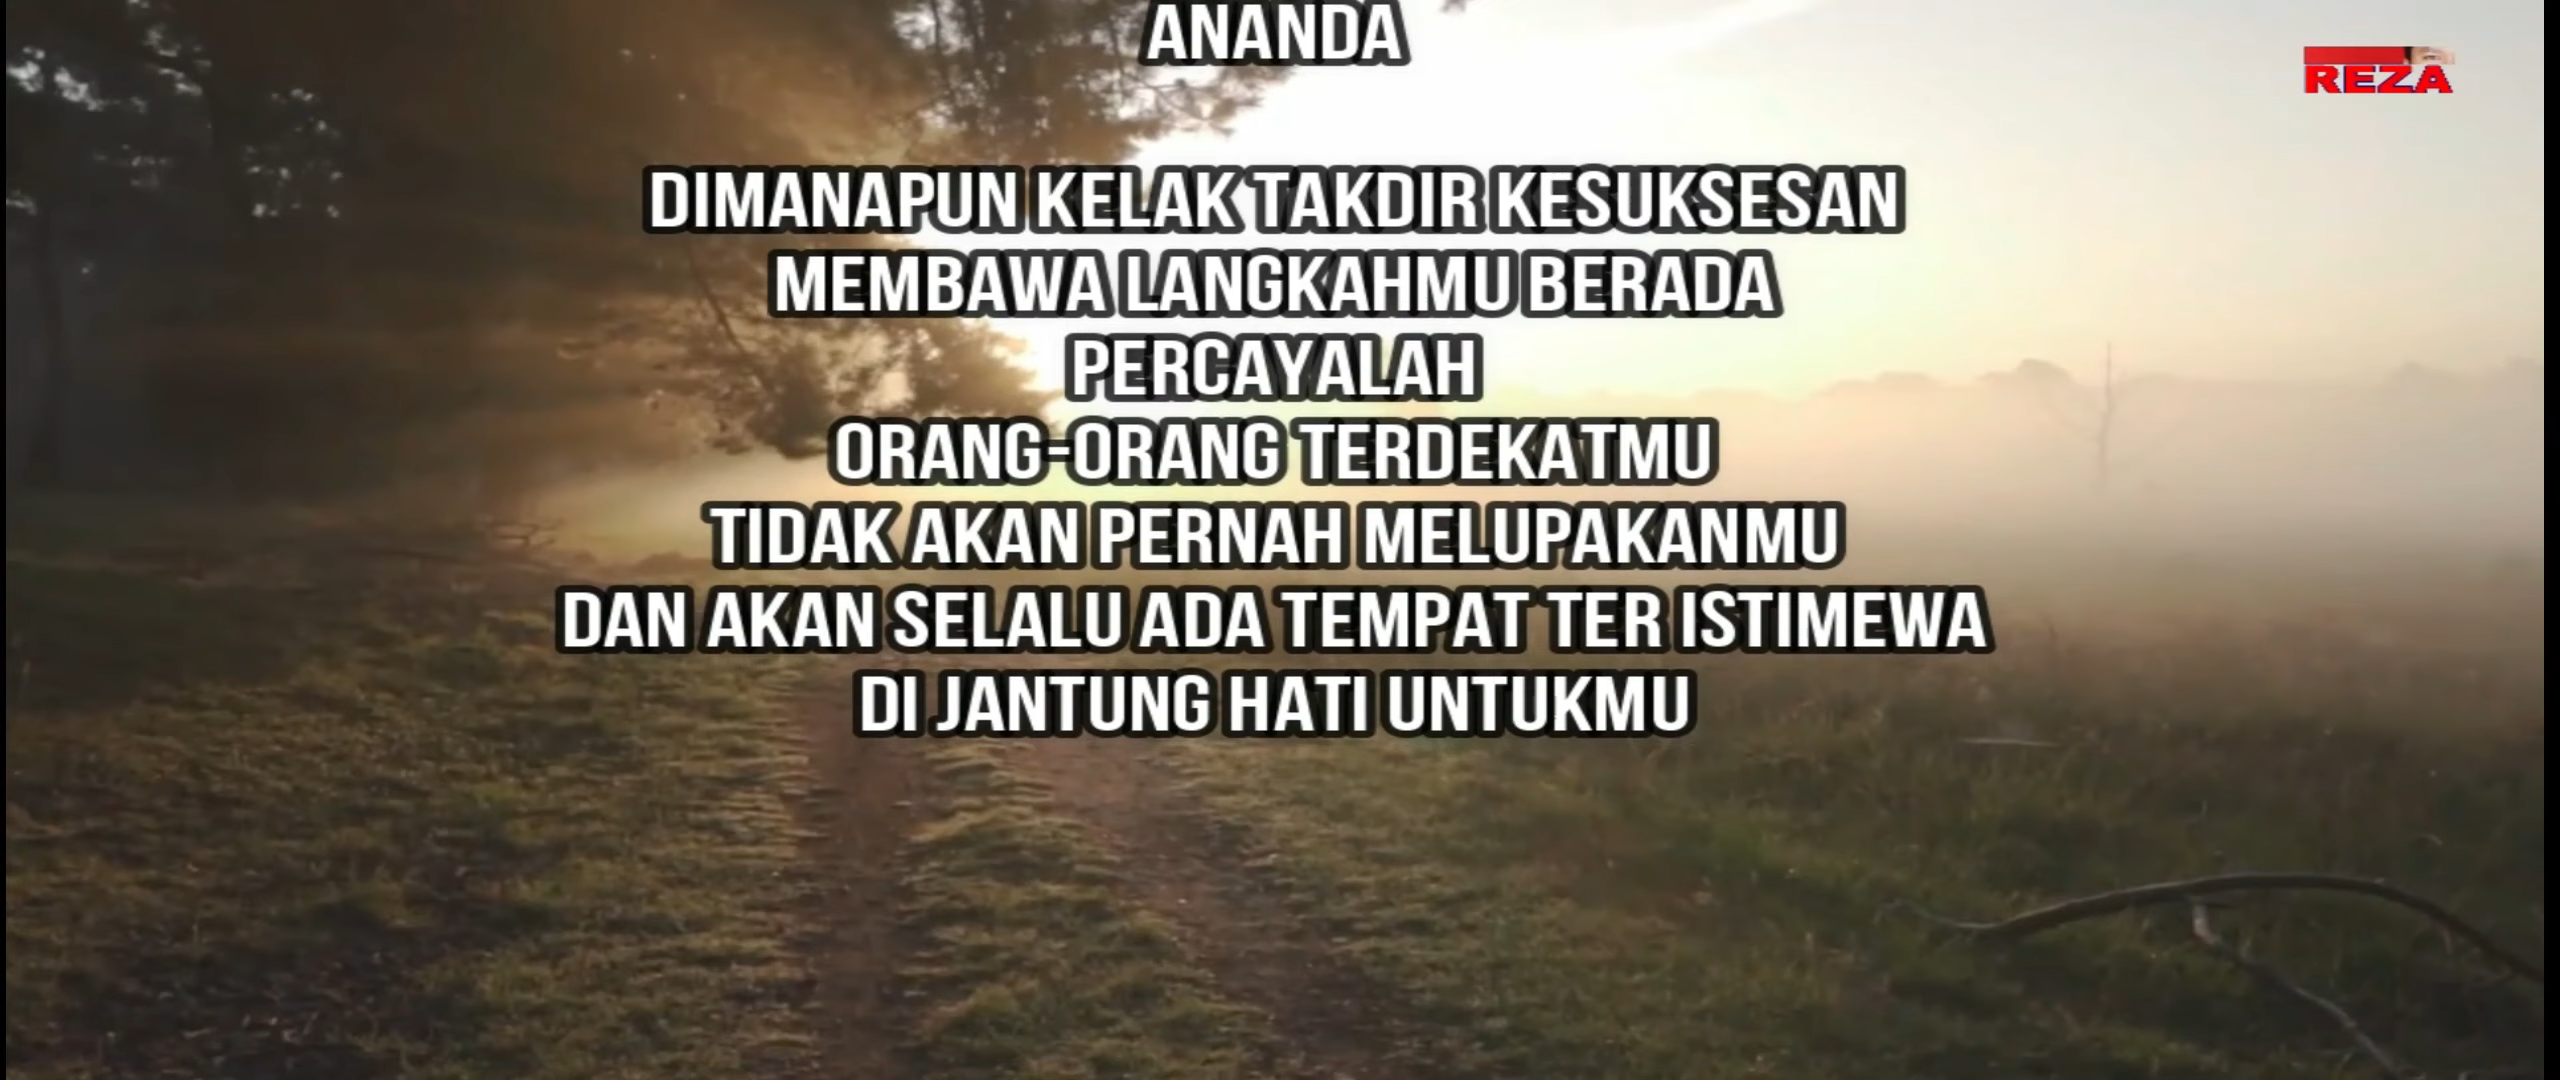 ANANDA
REZA
DIMANAPUN KELAK TAKDIR KESUKSESAN
MEMBAWA LANGKAHMU BERADA
PERCAYALAH
ORANG-ORANG TERDEKATMU
TIDAK AKAN PERNAH MELUPAKANMU
DAN AKAN SELALU ADA TEMPAT TER ISTIMEWA
DI JANTUNG HATI UNTUKMU